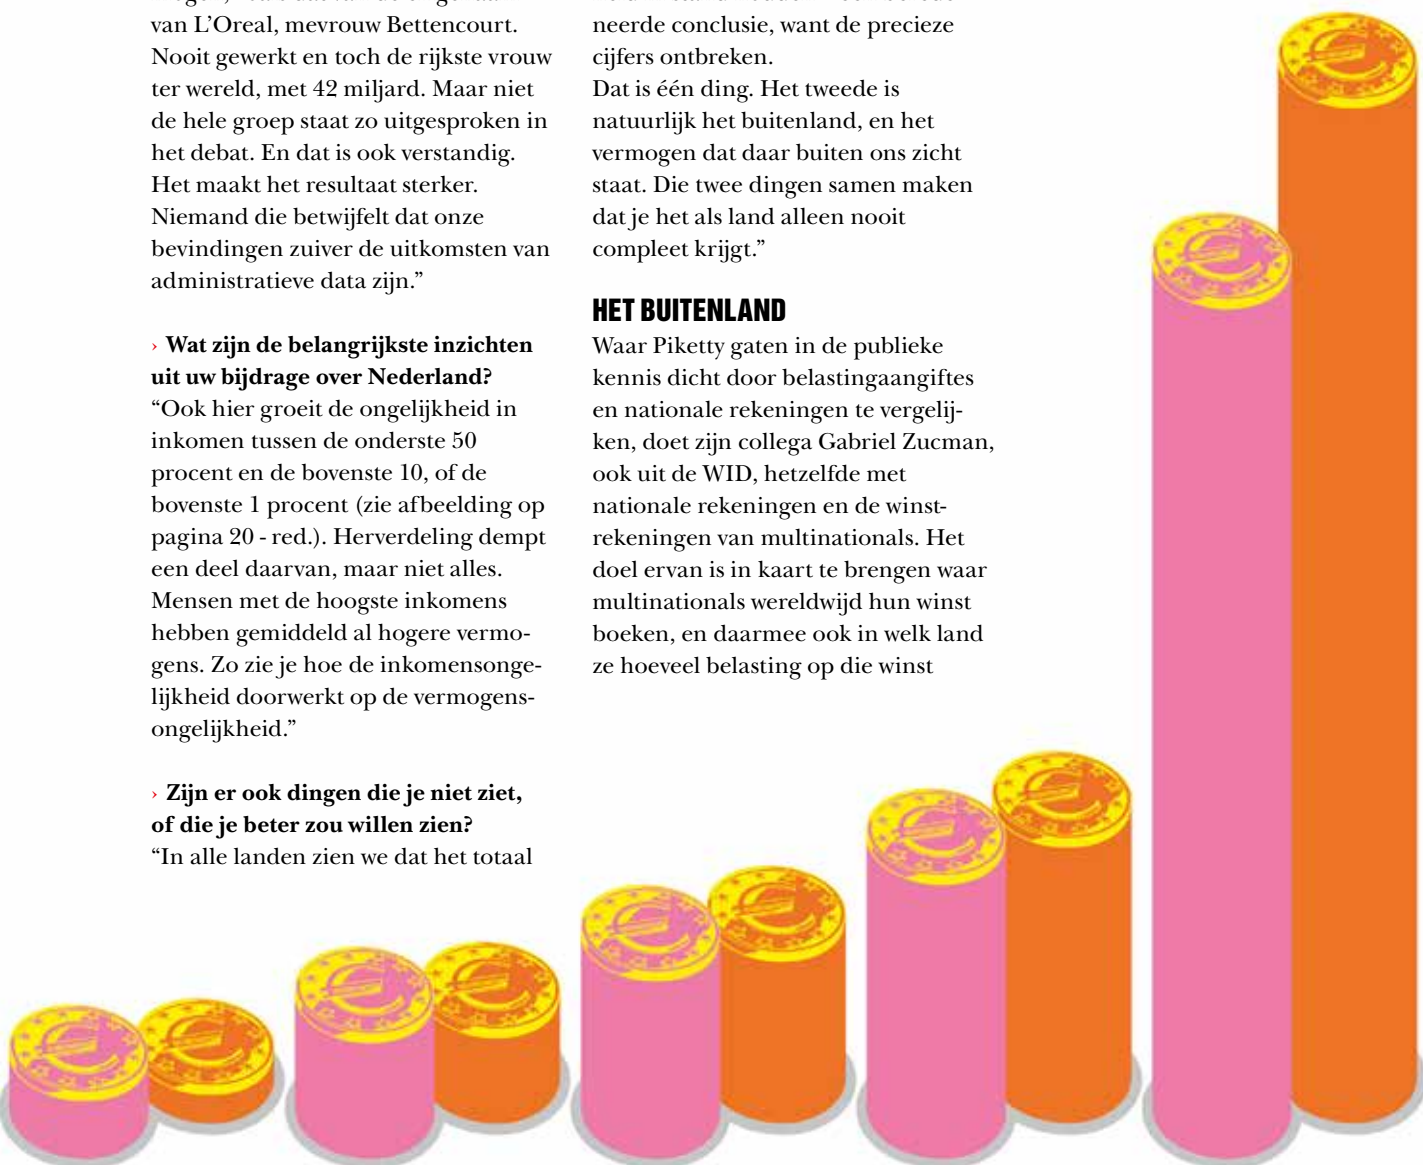 van L’Oreal, mevrouw Bettencourt.
Nooit gewerkt en toch de rijkste vrouw
ter wereld, met 42 miljard. Maar niet
de hele groep staat zo uitgesproken in
het debat. En dat is ook verstandig.
Het maakt het resultaat sterker.
Niemand die betwijfelt dat onze
bevindingen zuiver de uitkomsten van
administratieve data zijn.”
› Wat zijn de belangrijkste inzichten
uit uw bijdrage over Nederland?
“Ook hier groeit de ongelijkheid in
inkomen tussen de onderste 50
procent en de bovenste 10, of de
bovenste 1 procent (zie afbeelding op
pagina 20 - red.). Herverdeling dempt
een deel daarvan, maar niet alles.
Mensen met de hoogste inkomens
hebben gemiddeld al hogere vermo-
gens. Zo zie je hoe de inkomensonge-
lijkheid doorwerkt op de vermogens-
ongelijkheid.”
› Zijn er ook dingen die je niet ziet,
of die je beter zou willen zien?
“In alle landen zien we dat het totaal
neerde conclusie, want de precieze
cijfers ontbreken.
Dat is één ding. Het tweede is
natuurlijk het buitenland, en het
vermogen dat daar buiten ons zicht
staat. Die twee dingen samen maken
dat je het als land alleen nooit
compleet krijgt.”
HET BUITENLAND
Waar Piketty gaten in de publieke
kennis dicht door belastingaangiftes
en nationale rekeningen te vergelij-
ken, doet zijn collega Gabriel Zucman,
ook uit de WID, hetzelfde met
nationale rekeningen en de winst-
rekeningen van multinationals. Het
doel ervan is in kaart te brengen waar
multinationals wereldwijd hun winst
boeken, en daarmee ook in welk land
ze hoeveel belasting op die winst